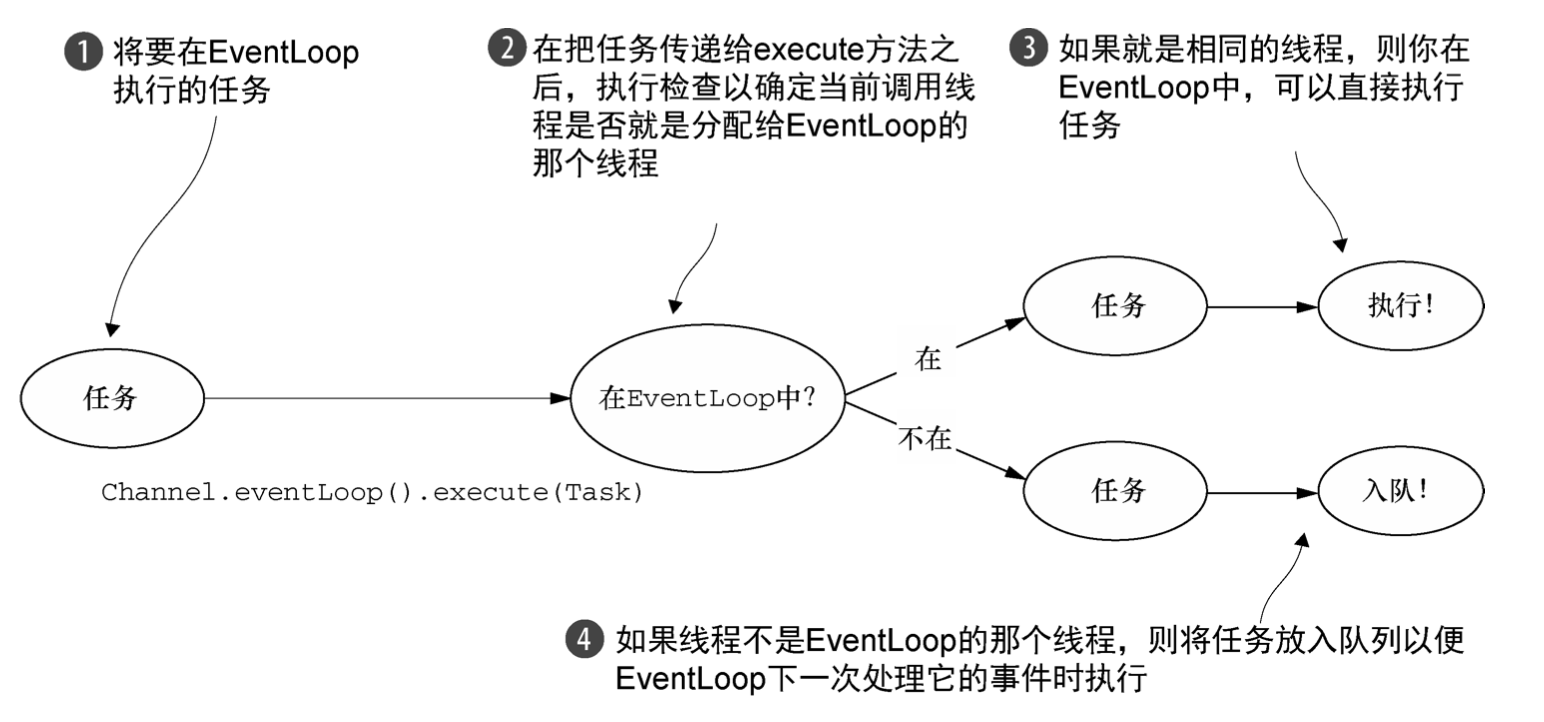 1 将要在EventLoop
执行的任务
2 在把任务传递给execute方法之
后，执行检查以确定当前调用线
程是否就是分配给EventLoop的
那个线程
3 如果就是相同的线程，则你在
EventLoop中，可以直接执行
任务
任务
Channel.eventLoop().execute(Task)
在EventLoop中?
在
任务
执行!
不在
任务
入队!
4 如果线程不是EventLoop的那个线程，则将任务放入队列以便
EventLoop下一次处理它的事件时执行